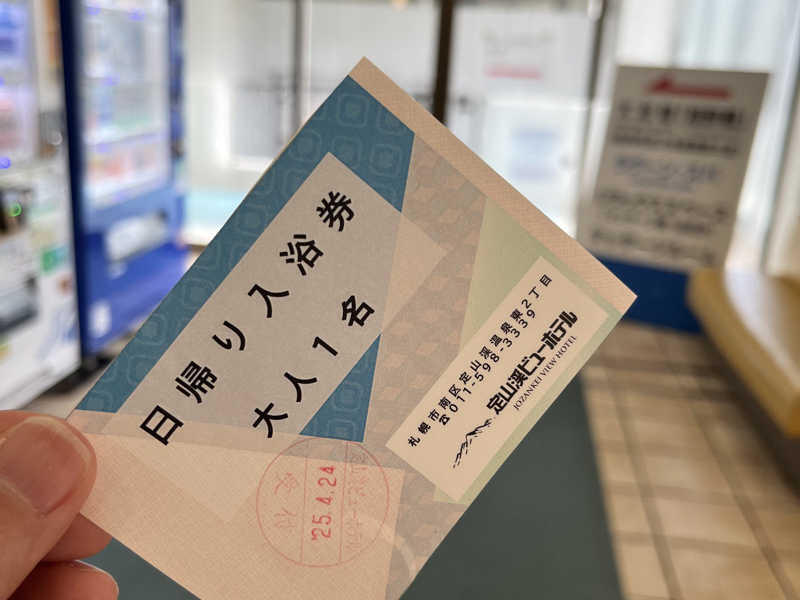 日帰り入浴券
大人1名
札幌市南区定山渓温泉東2丁目
☎011-598-3339
定山渓ビューホテル
JOZANKEI VIEW HOTEL
'25.4.24
受付